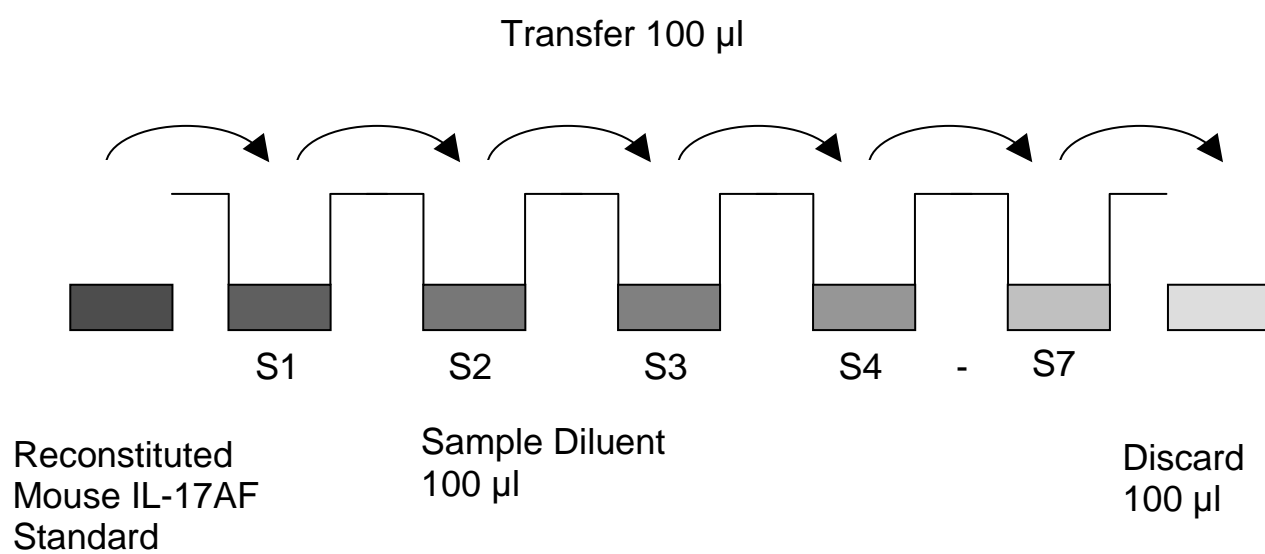 Transfer 100 µl
S1 S2 S3 S4 - S7
Reconstituted
Mouse IL-17AF
Standard
Sample Diluent
100 µl
Discard
100 µl